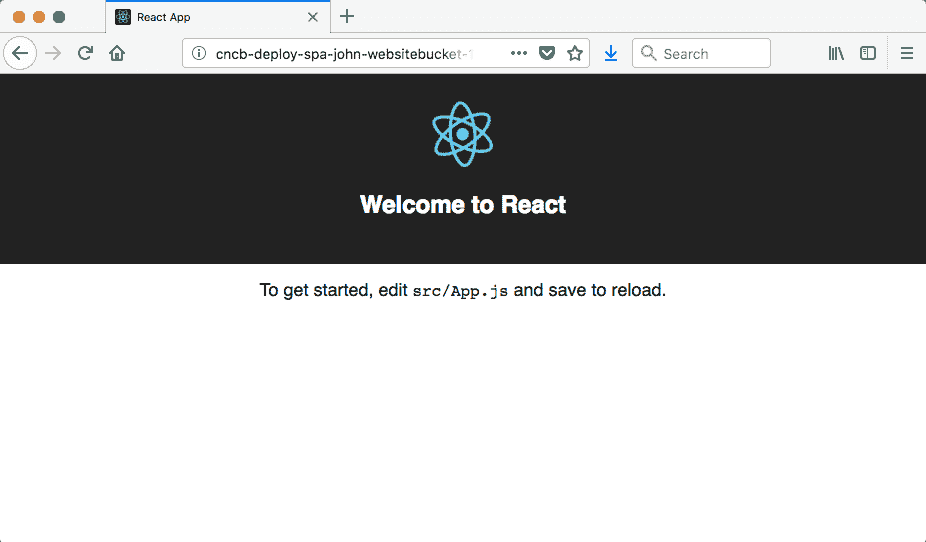 React App
cncb-deploy-spa-john-websitebucket-1
Search
Welcome to React
To get started, edit src/App.js and save to reload.